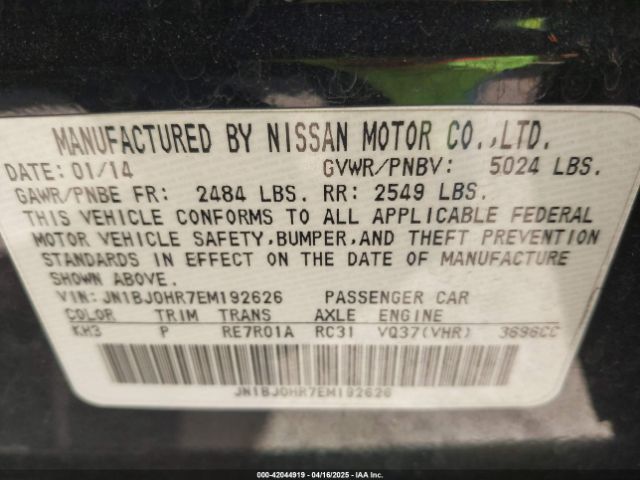 MANUFACTURED BY NISSAN MOTOR CO.,LTD.
DATE: 01/14 GVWR/PNBV: 5024 LBS.
GAWR/PNBE FR: 2484 LBS. RR: 2549 LBS.
THIS VEHICLE CONFORMS TO ALL APPLICABLE FEDERAL
MOTOR VEHICLE SAFETY,BUMPER,AND THEFT PREVENTION
STANDARDS IN EFFECT ON THE DATE OF MANUFACTURE
SHOWN ABOVE.
VIN: JN1BJ0HR7EM192626 PASSENGER CAR
COLOR TRIM TRANS AXLE ENGINE
KH3 P RE7R01A RC31 VQ37(VHR) 3696CC
JN1BJ0HR7EM192626
000-42044919 - 04/16/2025 - IAA Inc.